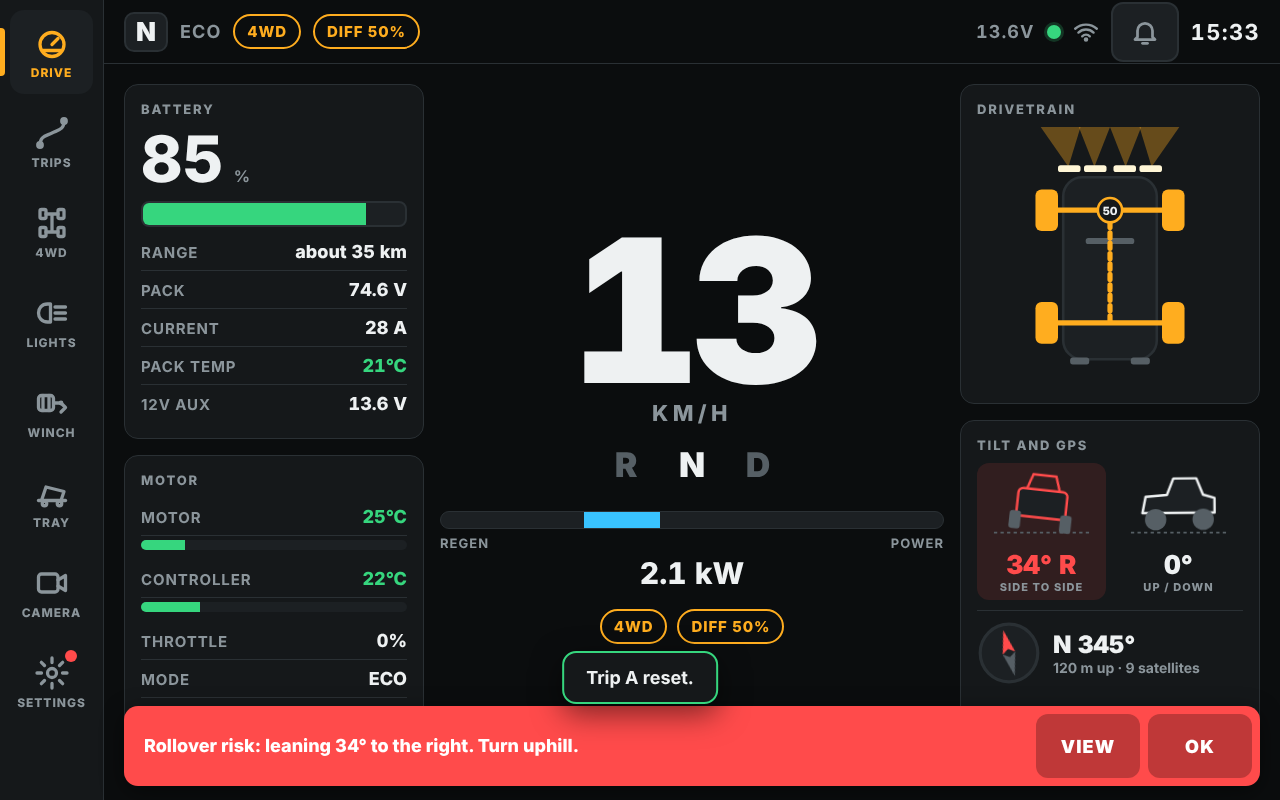 DRIVE
TRIPS
4WD
LIGHTS
WINCH
TRAY
CAMERA
SETTINGS
N ECO 4WD DIFF 50%
13.6V 15:33
BATTERY
85 %
RANGE about 35 km
PACK 74.6 V
CURRENT 28 A
PACK TEMP 21°C
12V AUX 13.6 V
MOTOR
MOTOR 25°C
CONTROLLER 22°C
THROTTLE 0%
MODE ECO
13
KM/H
R N D
REGEN POWER
2.1 kW
4WD DIFF 50%
Trip A reset.
DRIVETRAIN
50
TILT AND GPS
34° R 0°
SIDE TO SIDE UP / DOWN
N 345°
120 m up · 9 satellites
Rollover risk: leaning 34° to the right. Turn uphill.
VIEW OK